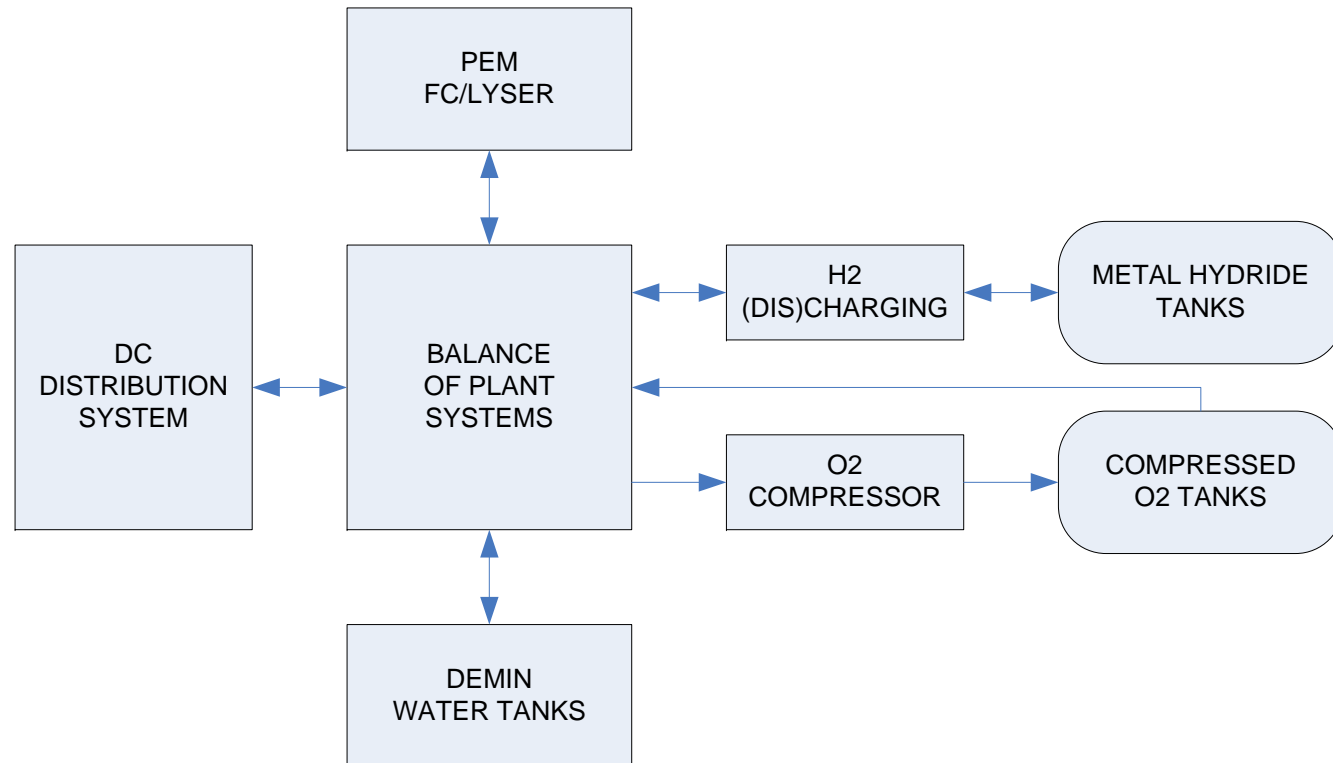 PEM
FC/LYSER
DC
DISTRIBUTION
SYSTEM
BALANCE
OF PLANT
SYSTEMS
H2
(DIS)CHARGING
METAL HYDRIDE
TANKS
O2
COMPRESSOR
COMPRESSED
O2 TANKS
DEMIN
WATER TANKS